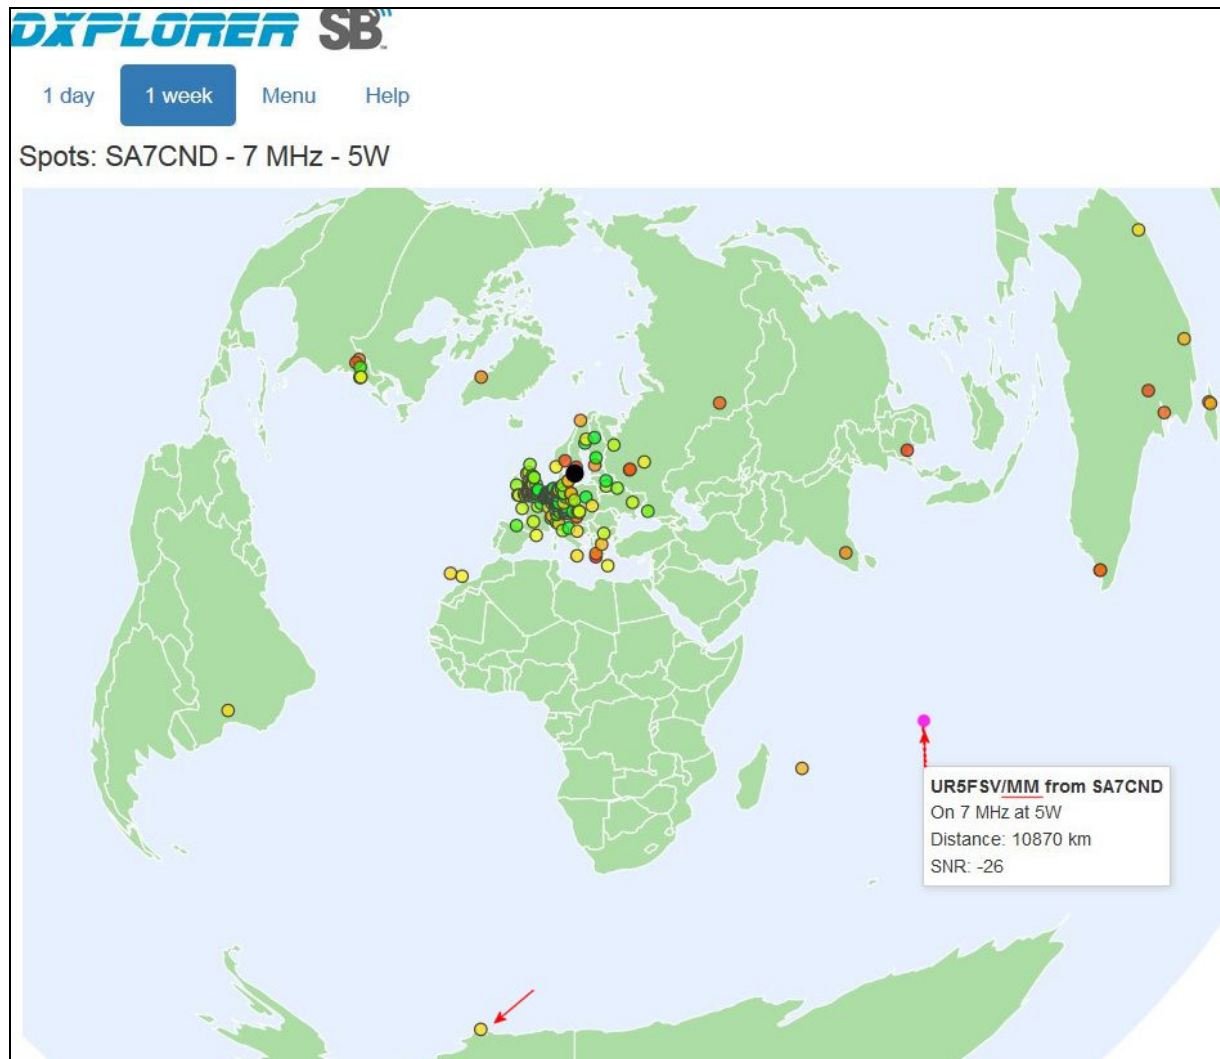 DXPLORER SB™
1 day 1 week Menu Help
Spots: SA7CND - 7 MHz - 5W
UR5FSV/MM from SA7CND
On 7 MHz at 5W
Distance: 10870 km
SNR: -26